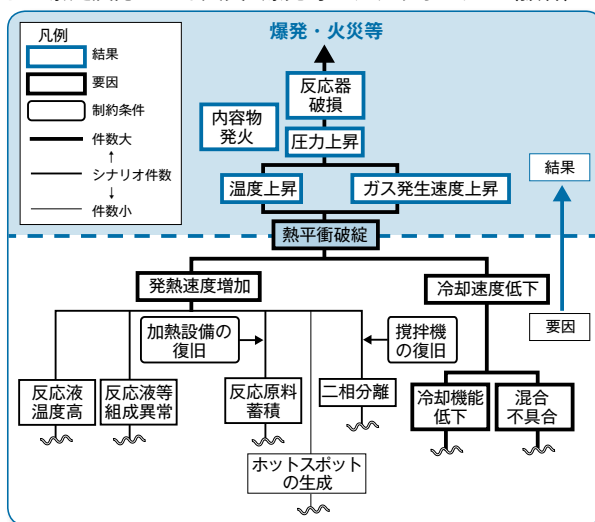 凡例
結果
要因
制約条件
件数大
↑
シナリオ件数
↓
件数小
爆発・火災等
反応器
破損
内容物
発火
圧力上昇
温度上昇
ガス発生速度上昇
結果
熱平衡破綻
発熱速度増加
冷却速度低下
要因
加熱設備の
復旧
撹拌機
の復旧
反応液
温度高
反応液等
組成異常
反応原料
蓄積
二相分離
冷却機能
低下
混合
不具合
ホットスポット
の生成